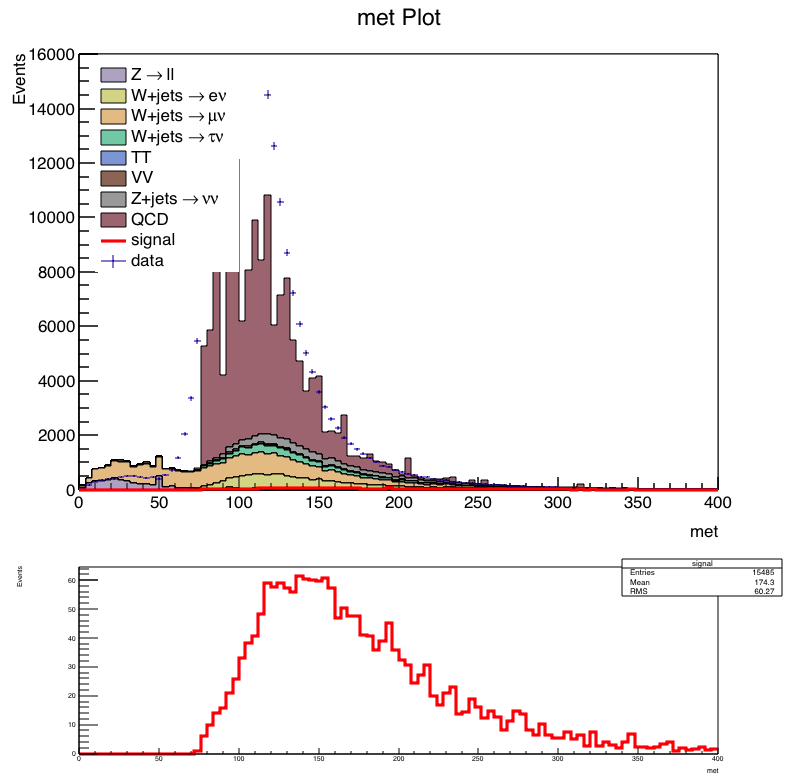 met Plot
Events
16000
14000
12000
10000
8000
6000
4000
2000
0
Z → ll
W+jets → eν
W+jets → μν
W+jets → τν
TT
VV
Z+jets → νν
QCD
signal
data
0 50 100 150 200 250 300 350 400
met
Events
60
50
40
30
20
10
0
signal
Entries 15485
Mean 174.3
RMS 60.27
0 50 100 150 200 250 300 350 400
met